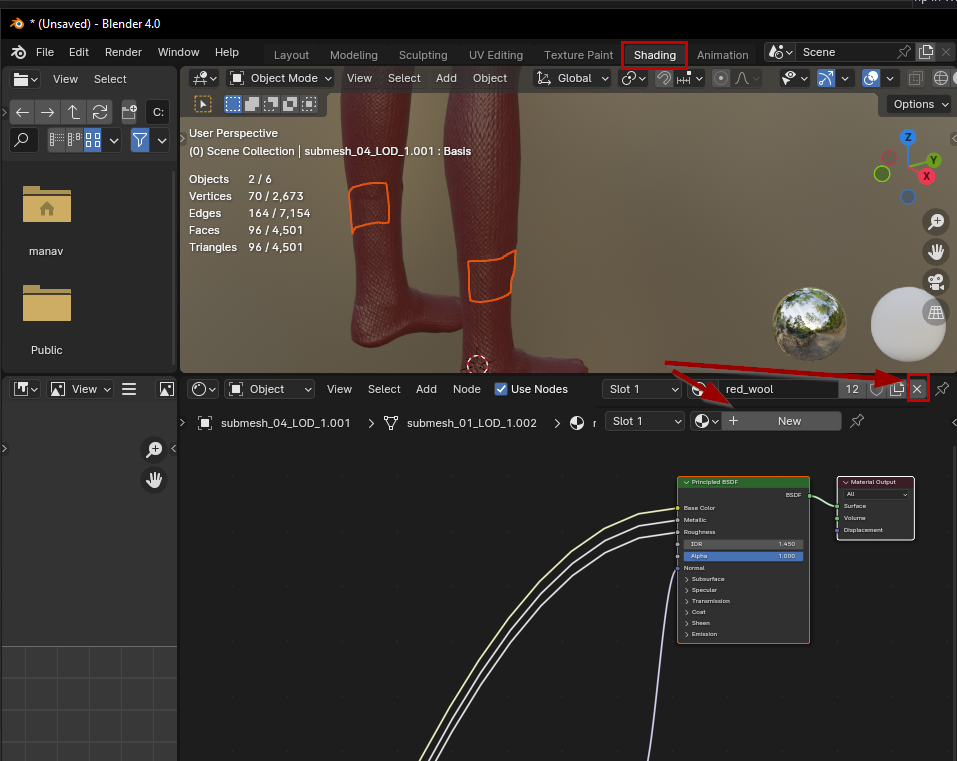 * (Unsaved) - Blender 4.0
File Edit Render Window Help Layout Modeling Sculpting UV Editing Texture Paint Shading Animation Scene
View Select Object Mode View Select Add Object Global
C: Options
User Perspective
(0) Scene Collection | submesh_04_LOD_1.001 : Basis
Objects 2 / 6
Vertices 70 / 2,673
Edges 164 / 7,154
Faces 96 / 4,501
Triangles 96 / 4,501
Z
Y
X
manav
Public
View Object View Select Add Node Use Nodes Slot 1 red_wool 12
submesh_04_LOD_1.001 submesh_01_LOD_1.002 r Slot 1 New
Principled BSDF
BSDF
Base Color
Metallic
Roughness
IOR 1.450
Alpha 1.000
Normal
Subsurface
Specular
Transmission
Coat
Sheen
Emission
Material Output
All
Surface
Volume
Displacement